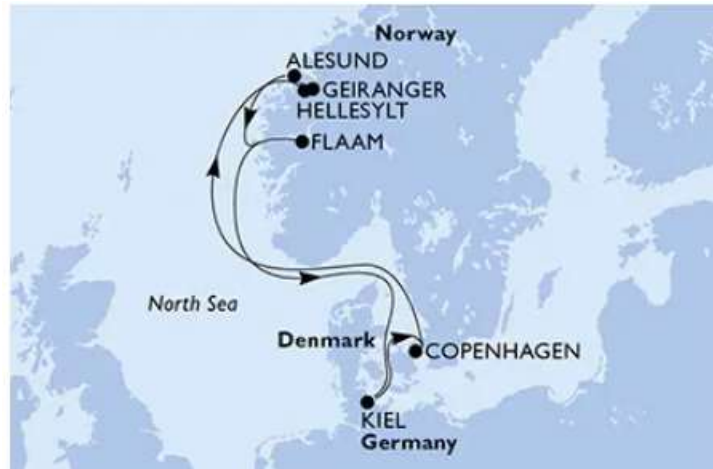 Norway
ALESUND
GEIRANGER
HELLESYLT
FLAAM
North Sea
Denmark
COPENHAGEN
KIEL
Germany